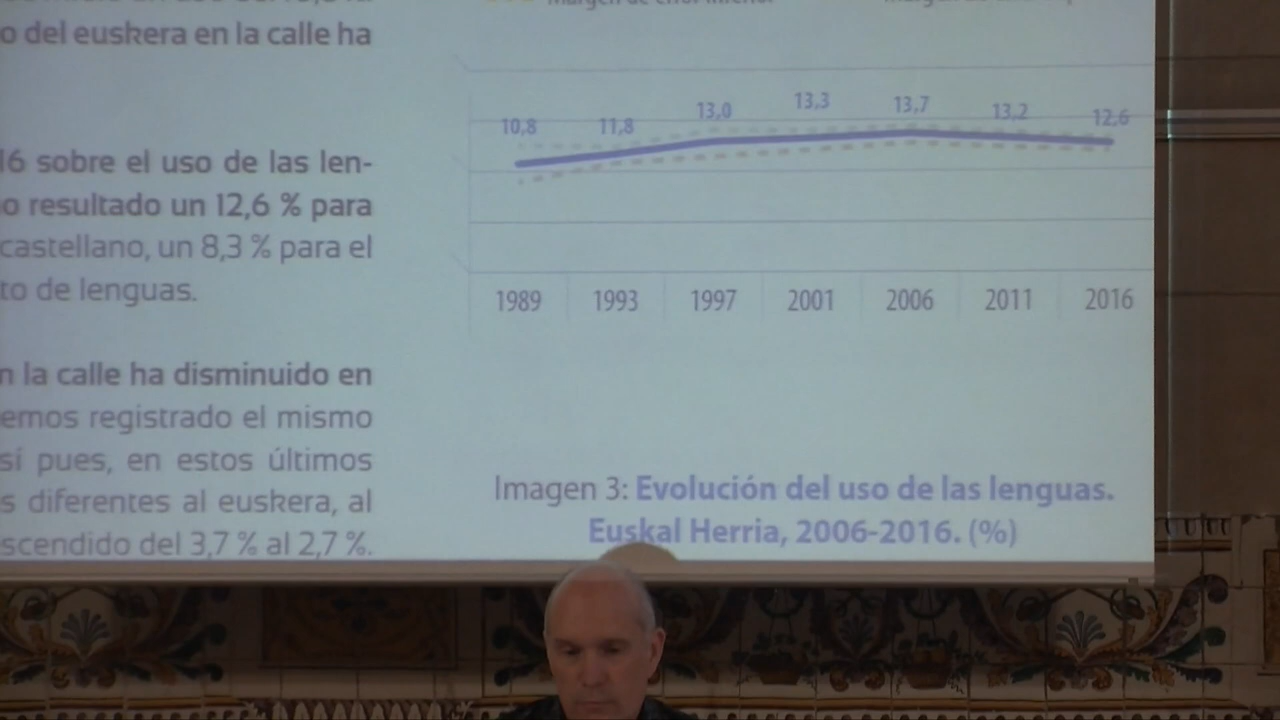 o del euskera en la calle ha
16 sobre el uso de las len-
o resultado un 12,6 % para
castellano, un 8,3 % para el
to de lenguas.
n la calle ha disminuido en
emos registrado el mismo
sí pues, en estos últimos
s diferentes al euskera, al
scendido del 3,7 % al 2,7 %.
Margen de error inferior
10,8 11,8 13,0 13,3 13,7 13,2 12,6
1989 1993 1997 2001 2006 2011 2016
Imagen 3: Evolución del uso de las lenguas.
Euskal Herria, 2006-2016. (%)